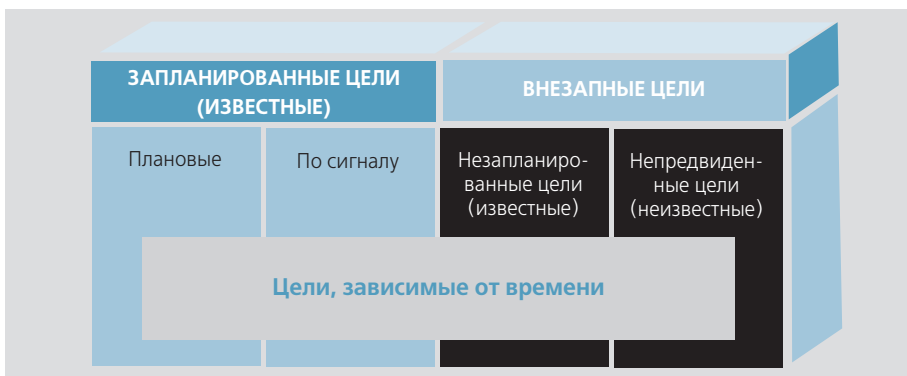 ЗАПЛАНИРОВАННЫЕ ЦЕЛИ
(ИЗВЕСТНЫЕ)
ВНЕЗАПНЫЕ ЦЕЛИ
Плановые
По сигналу
Незапланиро-
ванные цели
(известные)
Непредвиден-
ные цели
(неизвестные)
Цели, зависимые от времени